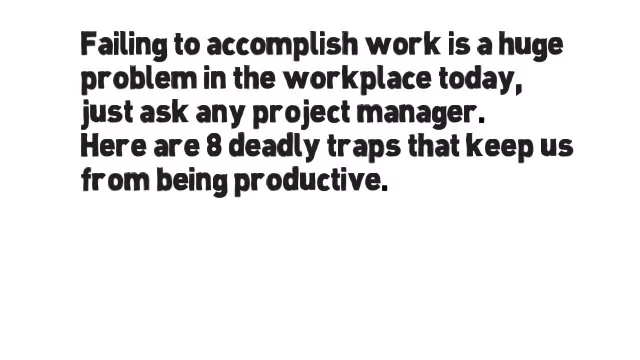 Failing to accomplish work is a huge
problem in the workplace today,
just ask any project manager.
Here are 8 deadly traps that keep us
from being productive.